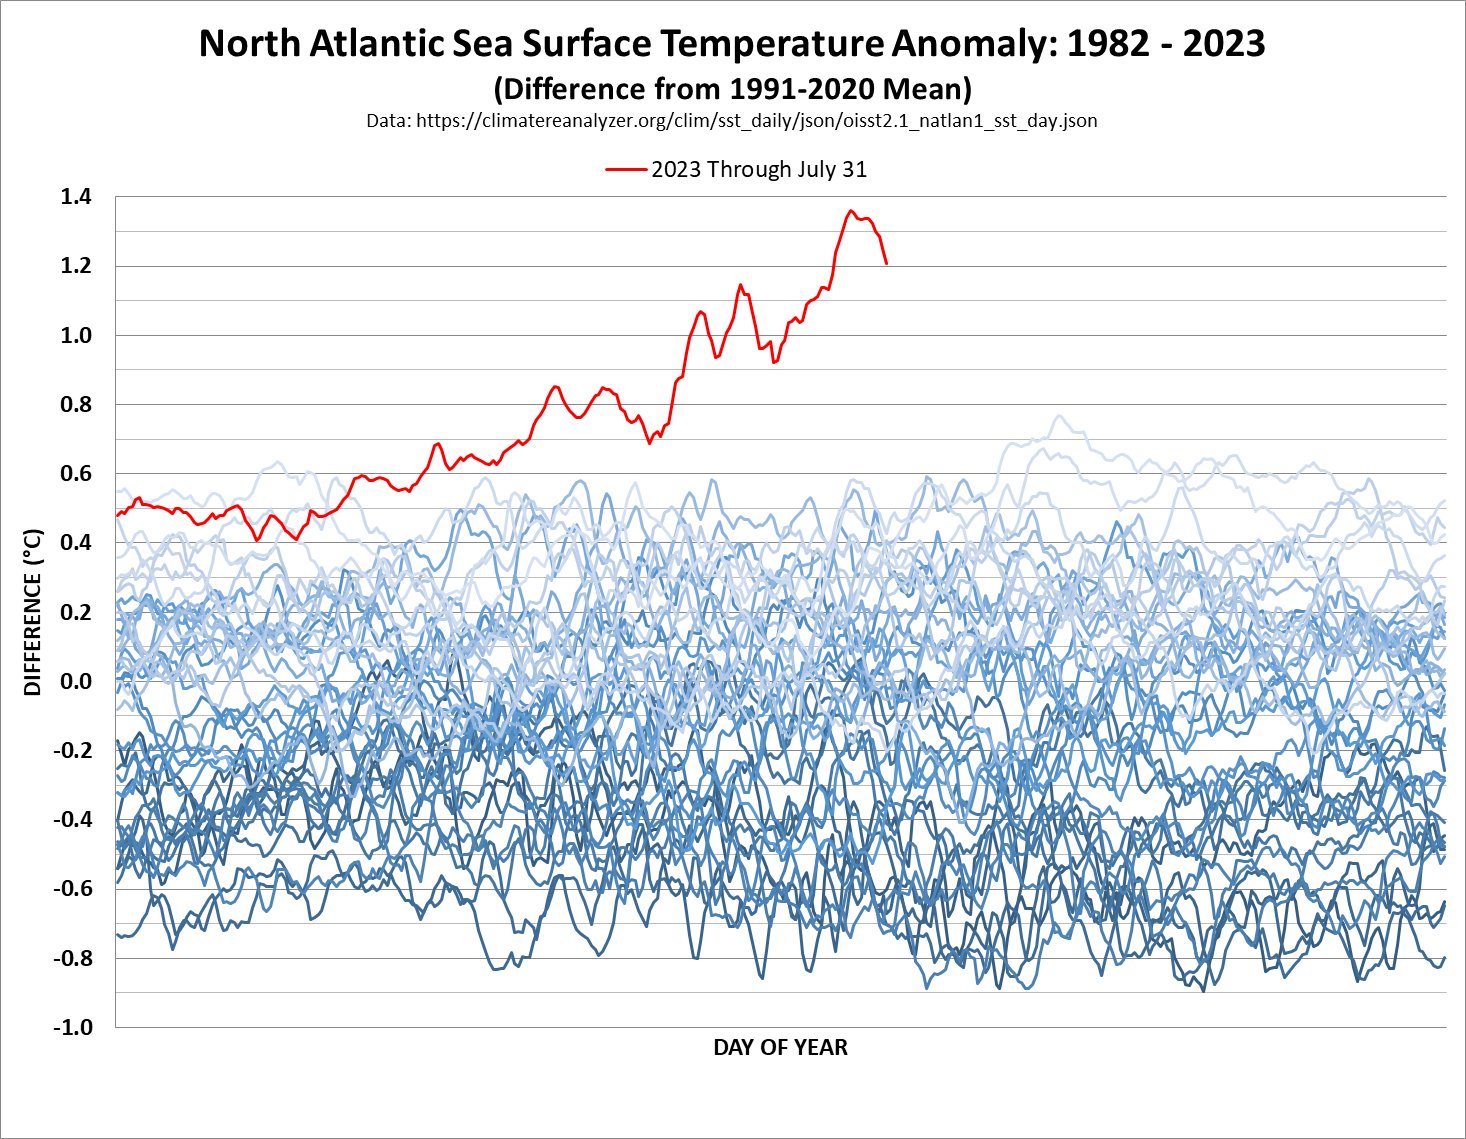 North Atlantic Sea Surface Temperature Anomaly: 1982 - 2023
(Difference from 1991-2020 Mean)
Data: https://climatereanalyzer.org/clim/sst_daily/json/oisst2.1_natlan1_sst_day.json
2023 Through July 31
1.4
1.2
1.0
0.8
0.6
0.4
0.2
0.0
-0.2
-0.4
-0.6
-0.8
-1.0
DIFFERENCE (°C)
DAY OF YEAR